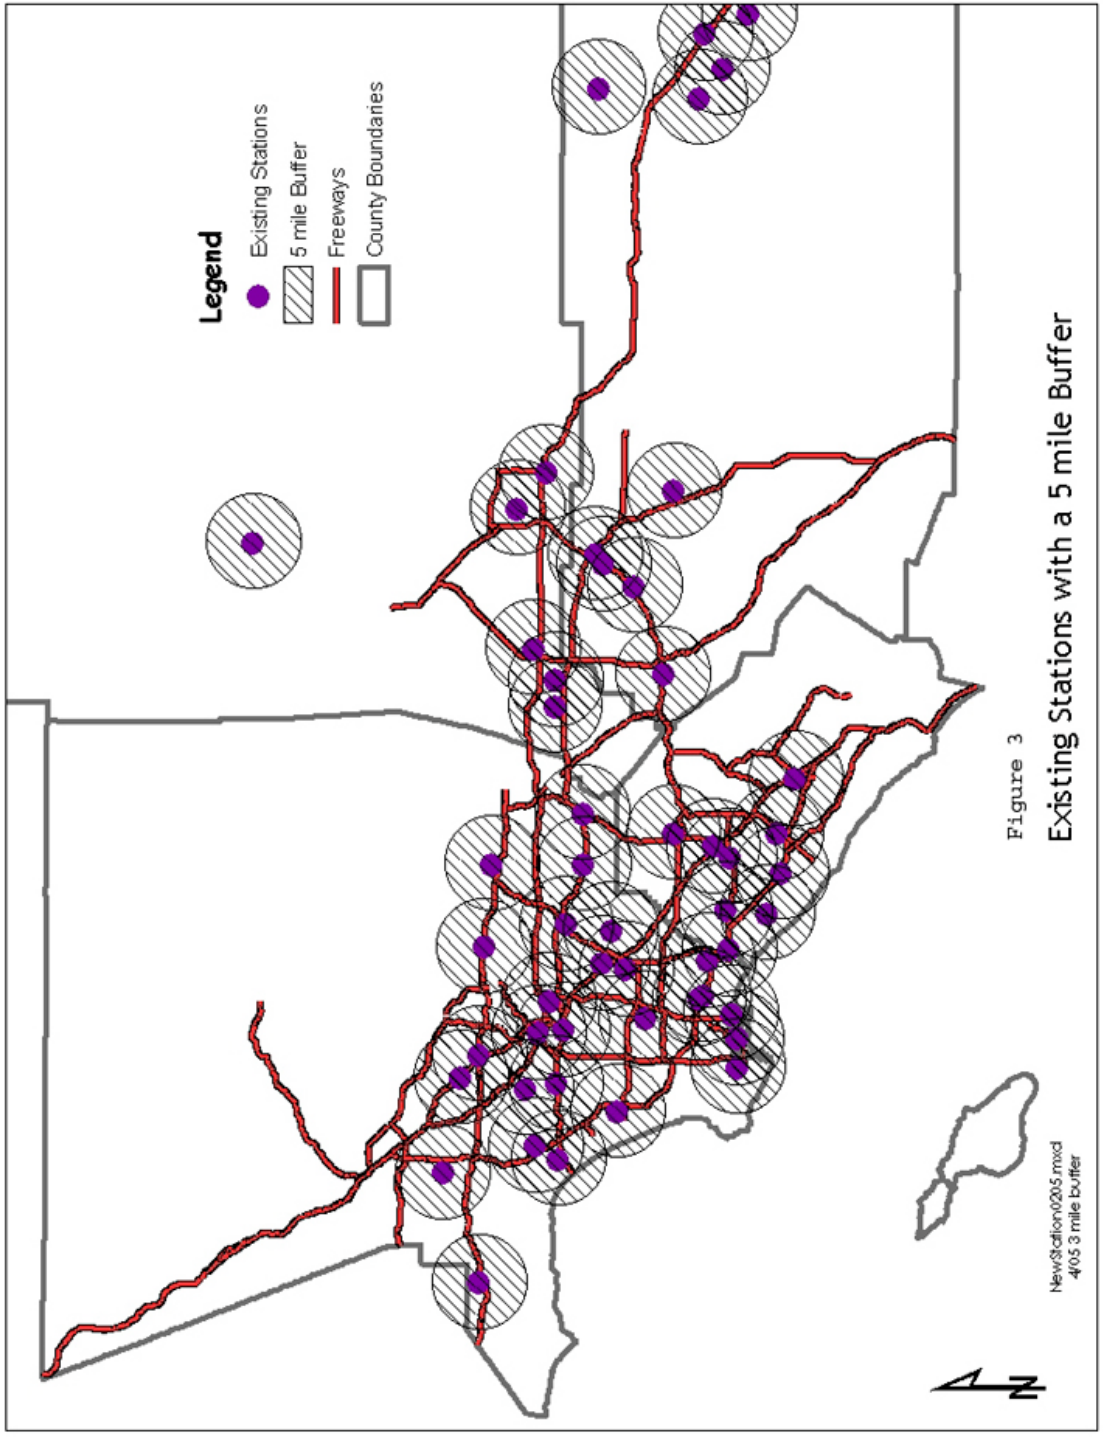 Legend
Existing Stations
5 mile Buffer
Freeways
County Boundaries
Figure 3
Existing Stations with a 5 mile Buffer
NewStation0205.mxd
4/05 3 mile buffer
N